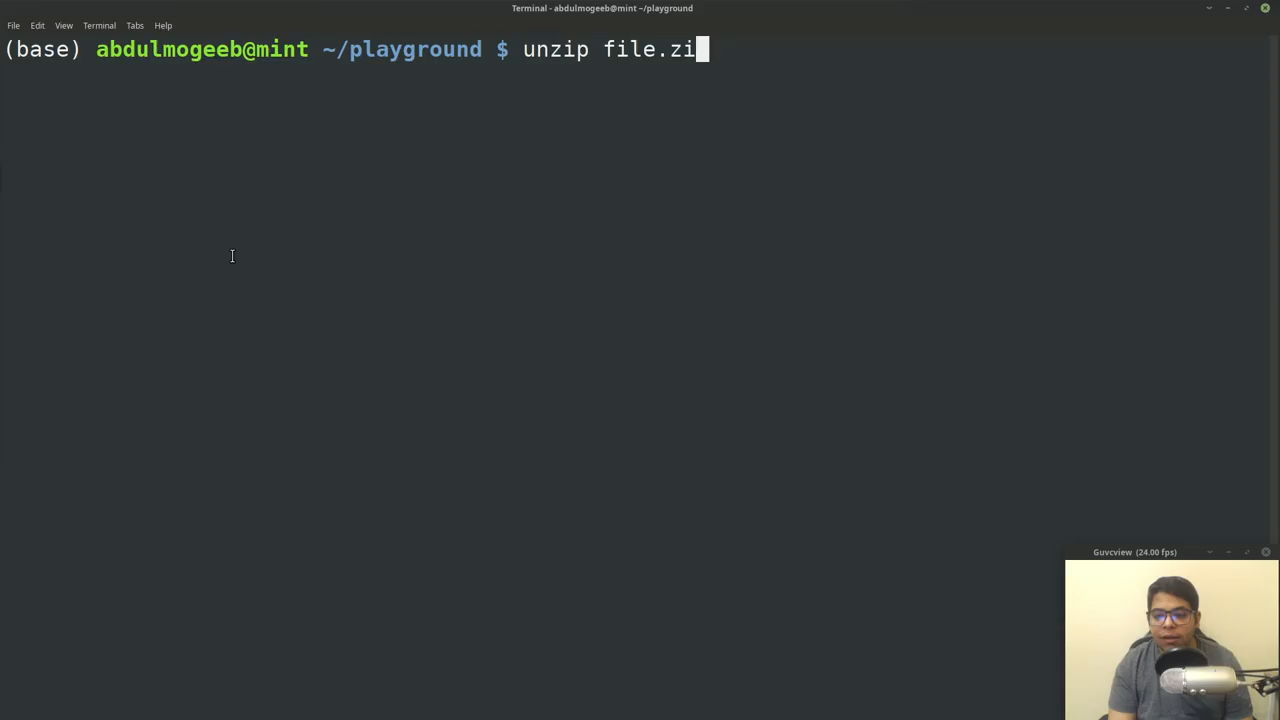 Terminal - abdulmogeeb@mint ~/playground
File Edit View Terminal Tabs Help
(base) abdulmogeeb@mint ~/playground $ unzip file.zi
Guvcview (24.00 fps)